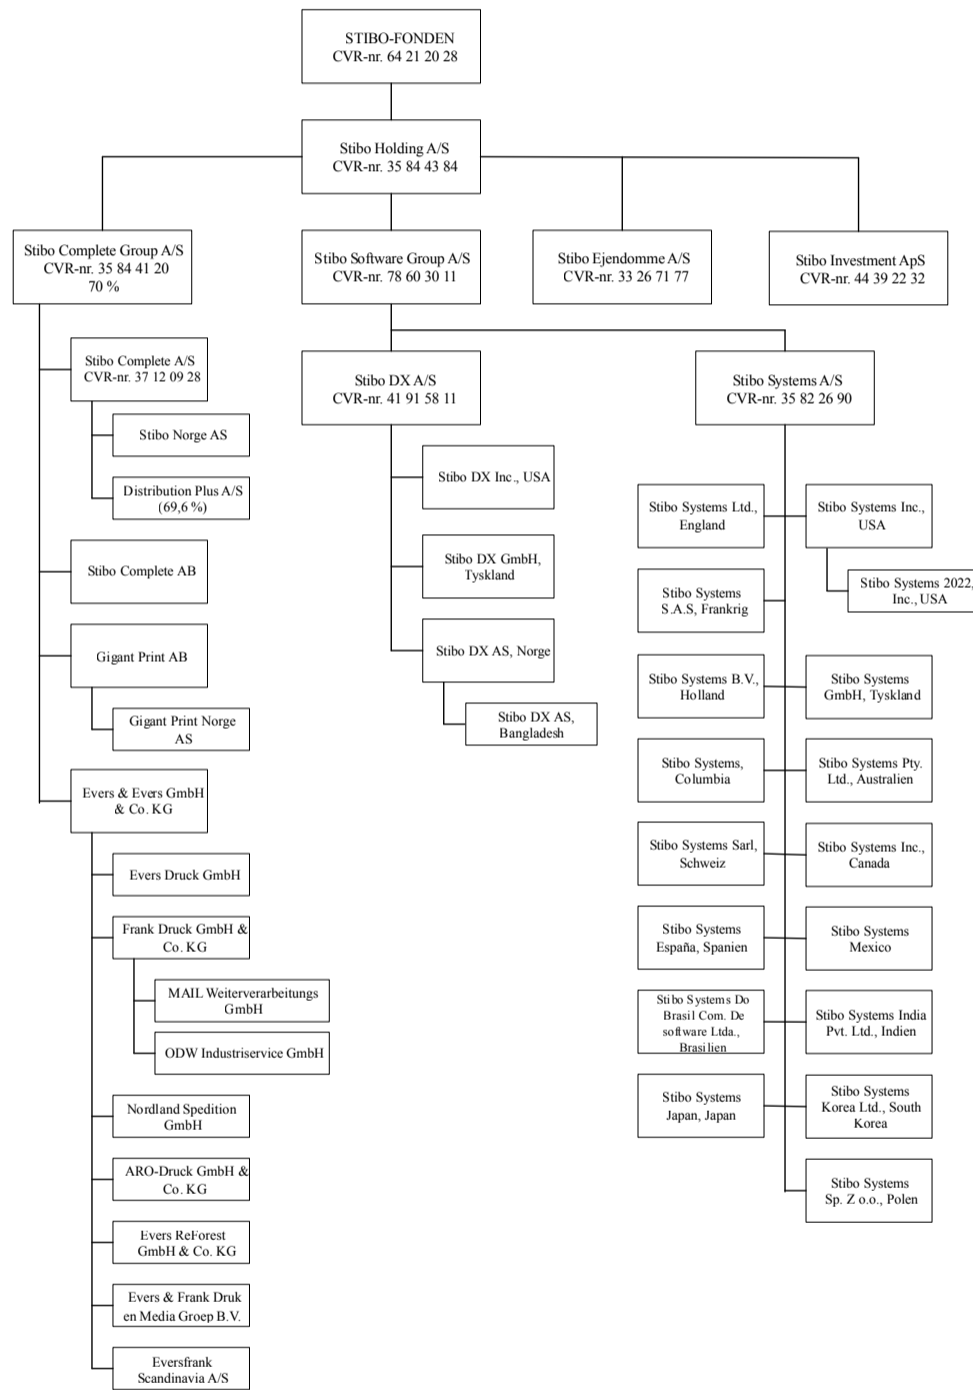 STIBO-FONDEN
CVR-nr. 64 21 20 28
Stibo Holding A/S
CVR-nr. 35 84 43 84
Stibo Complete Group A/S
CVR-nr. 35 84 41 20
70 %
Stibo Software Group A/S
CVR-nr. 78 60 30 11
Stibo Ejendomme A/S
CVR-nr. 33 26 71 77
Stibo Investment ApS
CVR-nr. 44 39 22 32
Stibo Complete A/S
CVR-nr. 37 12 09 28
Stibo Norge AS
Distribution Plus A/S
(69,6 %)
Stibo Complete AB
Gigant Print AB
Gigant Print Norge
AS
Evers & Evers GmbH
& Co. KG
Evers Druck GmbH
Frank Druck GmbH &
Co. KG
MAIL Weiterverarbeitungs
GmbH
ODW Industriservice GmbH
Nordland Spedition
GmbH
ARO-Druck GmbH &
Co. KG
Evers ReForest
GmbH & Co. KG
Evers & Frank Druk
en Media Groep B.V.
Eversfrank
Scandinavia A/S
Stibo DX A/S
CVR-nr. 41 91 58 11
Stibo DX Inc., USA
Stibo DX GmbH,
Tyskland
Stibo DX AS, Norge
Stibo DX AS,
Bangladesh
Stibo Systems A/S
CVR-nr. 35 82 26 90
Stibo Systems Ltd.,
England
Stibo Systems Inc.,
USA
Stibo Systems 2022,
Inc., USA
Stibo Systems
S.A.S, Frankrig
Stibo Systems B.V.,
Holland
Stibo Systems
GmbH, Tyskland
Stibo Systems,
Columbia
Stibo Systems Pty.
Ltd., Australien
Stibo Systems Sarl,
Schweiz
Stibo Systems Inc.,
Canada
Stibo Systems
España, Spanien
Stibo Systems
Mexico
Stibo Systems Do
Brasil Com. De
software Ltda.,
Brasilien
Stibo Systems India
Pvt. Ltd., Indien
Stibo Systems
Japan, Japan
Stibo Systems
Korea Ltd., South
Korea
Stibo Systems
Sp. Z o.o., Polen